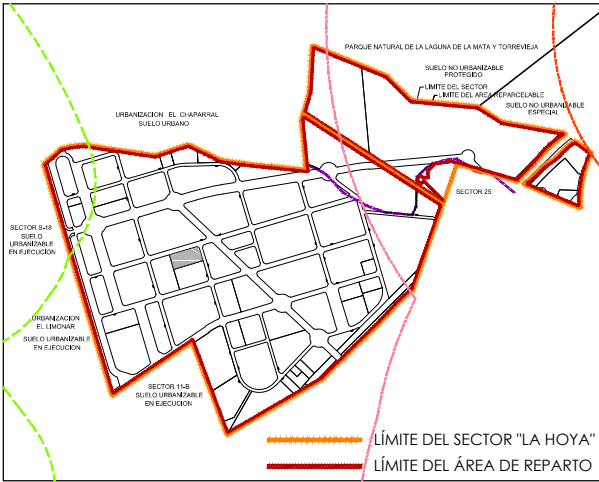 PARQUE NATURAL DE LA LAGUNA DE LA MATA Y TORREVIEJA
SUELO NO URBANIZABLE
PROTEGIDO
LIMITE DEL SECTOR
LIMITE DEL AREA REPARCELABLE
SUELO NO URBANIZABLE
ESPECIAL
URBANIZACION EL CHAPARRAL
SUELO URBANO
SECTOR 25
SECTOR S-18
SUELO
URBANIZABLE
EN EJECUCION
URBANIZACION
EL LIMONAR
SUELO URBANIZABLE
EN EJECUCION
SECTOR 11-B
SUELO URBANIZABLE
EN EJECUCION
LÍMITE DEL SECTOR "LA HOYA"
LÍMITE DEL ÁREA DE REPARTO